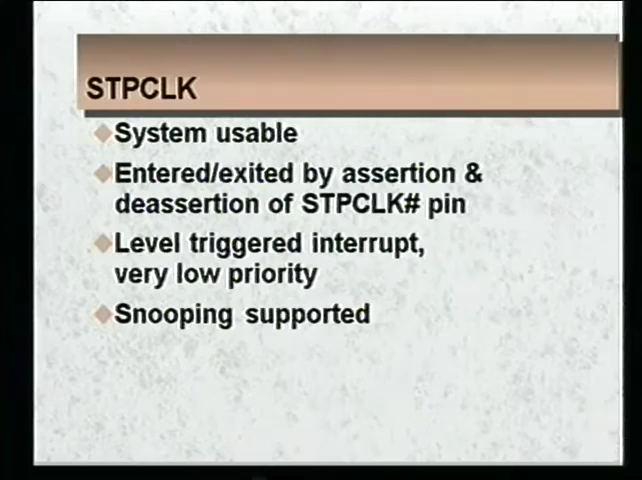 STPCLK
System usable
Entered/exited by assertion &
deassertion of STPCLK# pin
Level triggered interrupt,
very low priority
Snooping supported